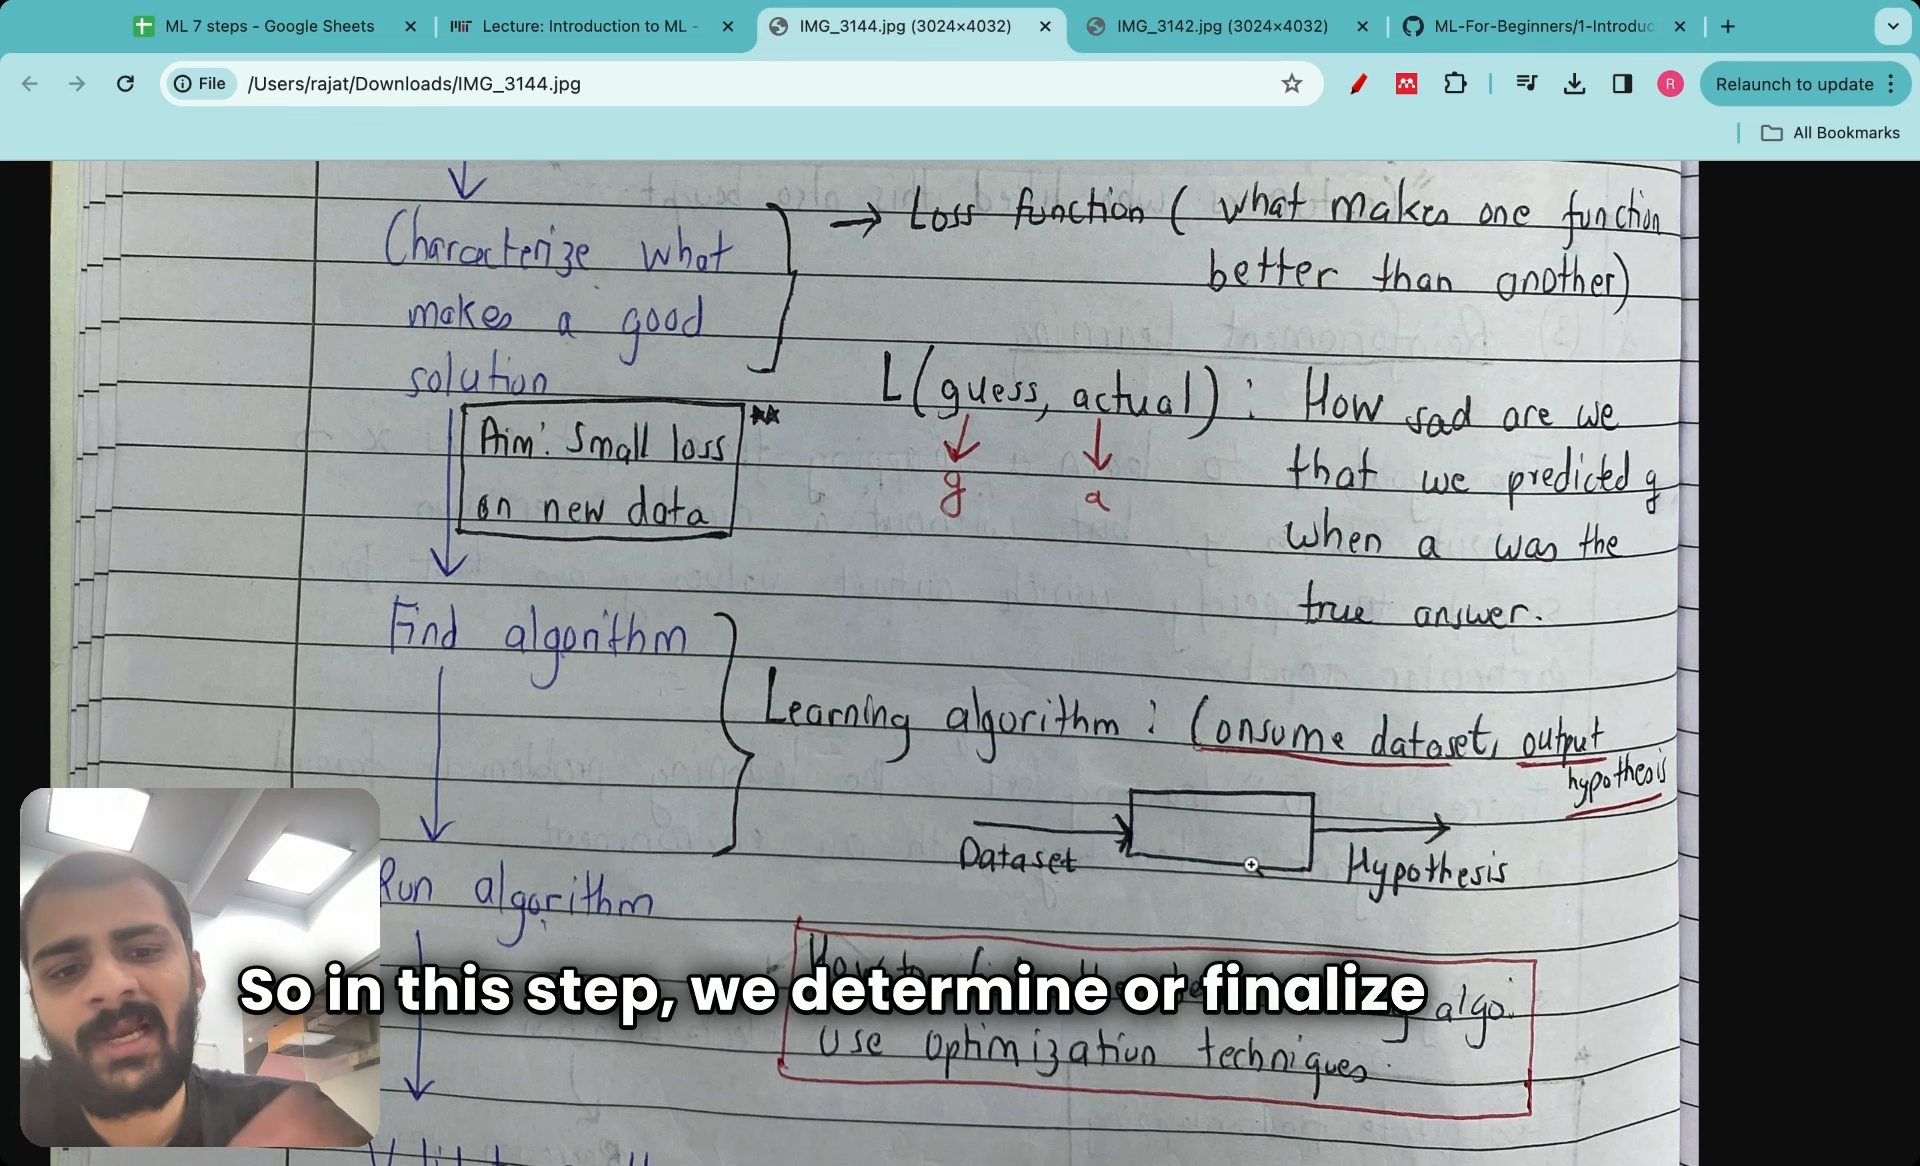 ML 7 steps - Google Sheets
Lecture: Introduction to ML -
IMG_3144.jpg (3024×4032)
IMG_3142.jpg (3024×4032)
ML-For-Beginners/1-Introduc
File /Users/rajat/Downloads/IMG_3144.jpg
R
Relaunch to update
All Bookmarks
Characterize what
makes a good
solution
→ Loss function ( what makes one function
better than another)
L(guess, actual) : How sad are we
that we predicted g
when a was the
true answer.
g a
Aim: Small loss
on new data
Find algorithm
Learning algorithm : Consume dataset, output
hypothesis
Dataset
Hypothesis
Run algorithm
So in this step, we determine or finalize
algo.
Use optimization techniques.